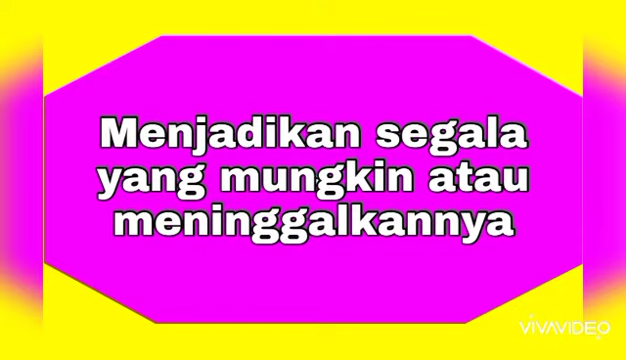 Menjadikan segala
yang mungkin atau
meninggalkannya
VIVAVIDEO